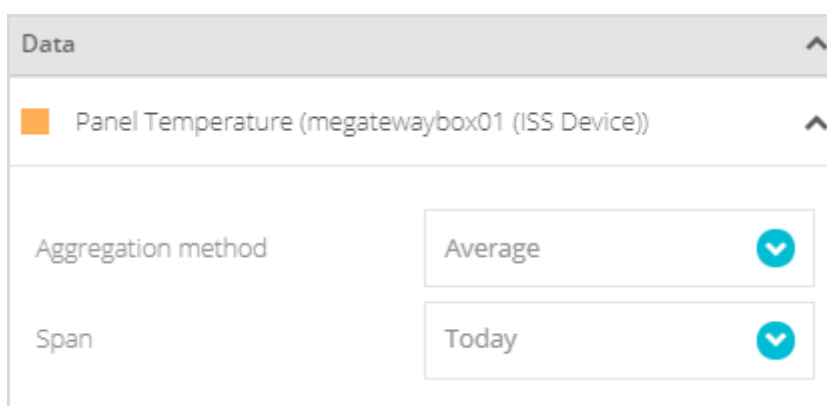 Data
Panel Temperature (megatewaybox01 (ISS Device))
Aggregation method Average
Span Today